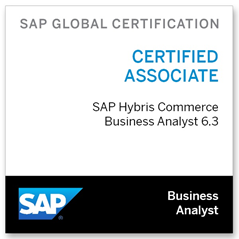 SAP GLOBAL CERTIFICATION
CERTIFIED
ASSOCIATE
SAP Hybris Commerce
Business Analyst 6.3
SAP
Business
Analyst